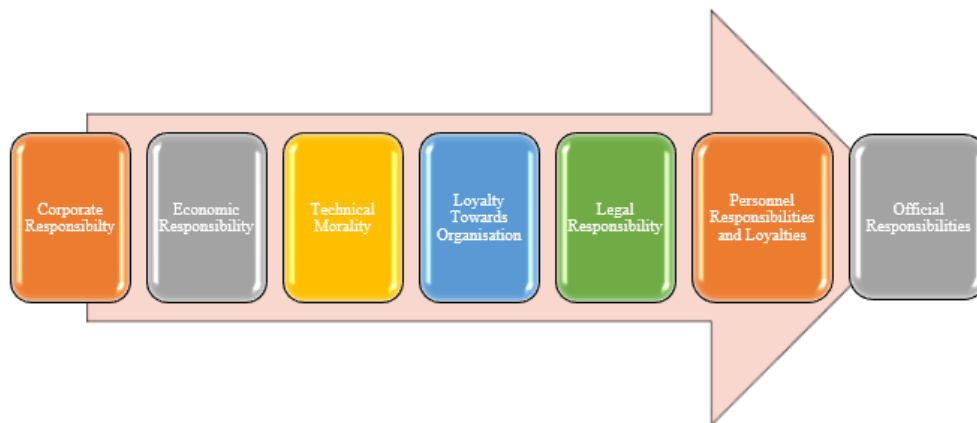 Corporate
Responsibilty
Economic
Responsibility
Technical
Morality
Loyalty
Towards
Organisation
Legal
Responsibility
Personnel
Responsibilities
and Loyalties
Official
Responsibilities